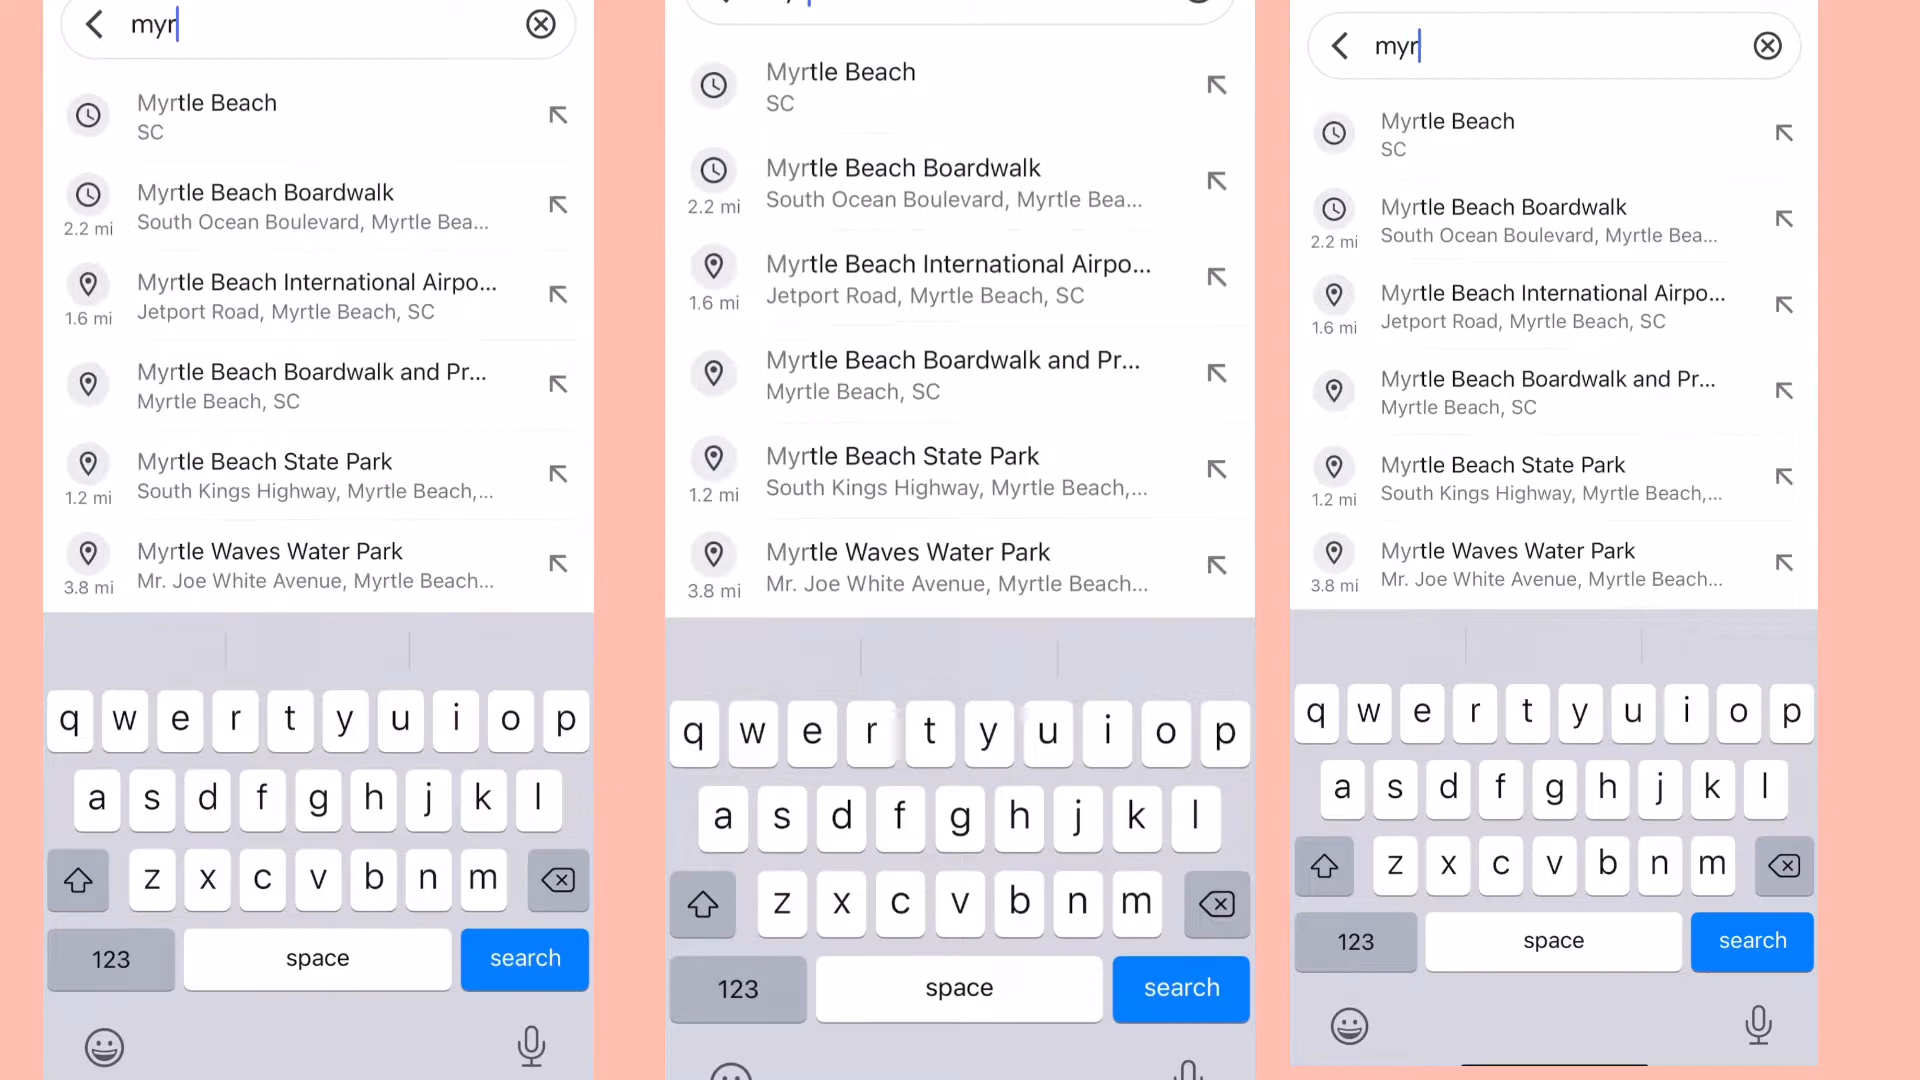 myr
Myrtle Beach
SC
Myrtle Beach Boardwalk
2.2 mi
South Ocean Boulevard, Myrtle Bea...
Myrtle Beach International Airpo...
1.6 mi
Jetport Road, Myrtle Beach, SC
Myrtle Beach Boardwalk and Pr...
Myrtle Beach, SC
Myrtle Beach State Park
1.2 mi
South Kings Highway, Myrtle Beach,...
Myrtle Waves Water Park
3.8 mi
Mr. Joe White Avenue, Myrtle Beach...
q w e r t y u i o p
a s d f g h j k l
z x c v b n m
123 space search
Myrtle Beach
SC
Myrtle Beach Boardwalk
2.2 mi
South Ocean Boulevard, Myrtle Bea...
Myrtle Beach International Airpo...
1.6 mi
Jetport Road, Myrtle Beach, SC
Myrtle Beach Boardwalk and Pr...
Myrtle Beach, SC
Myrtle Beach State Park
1.2 mi
South Kings Highway, Myrtle Beach,...
Myrtle Waves Water Park
3.8 mi
Mr. Joe White Avenue, Myrtle Beach...
q w e r t y u i o p
a s d f g h j k l
z x c v b n m
123 space search
myr
Myrtle Beach
SC
Myrtle Beach Boardwalk
2.2 mi
South Ocean Boulevard, Myrtle Bea...
Myrtle Beach International Airpo...
1.6 mi
Jetport Road, Myrtle Beach, SC
Myrtle Beach Boardwalk and Pr...
Myrtle Beach, SC
Myrtle Beach State Park
1.2 mi
South Kings Highway, Myrtle Beach,...
Myrtle Waves Water Park
3.8 mi
Mr. Joe White Avenue, Myrtle Beach...
q w e r t y u i o p
a s d f g h j k l
z x c v b n m
123 space search